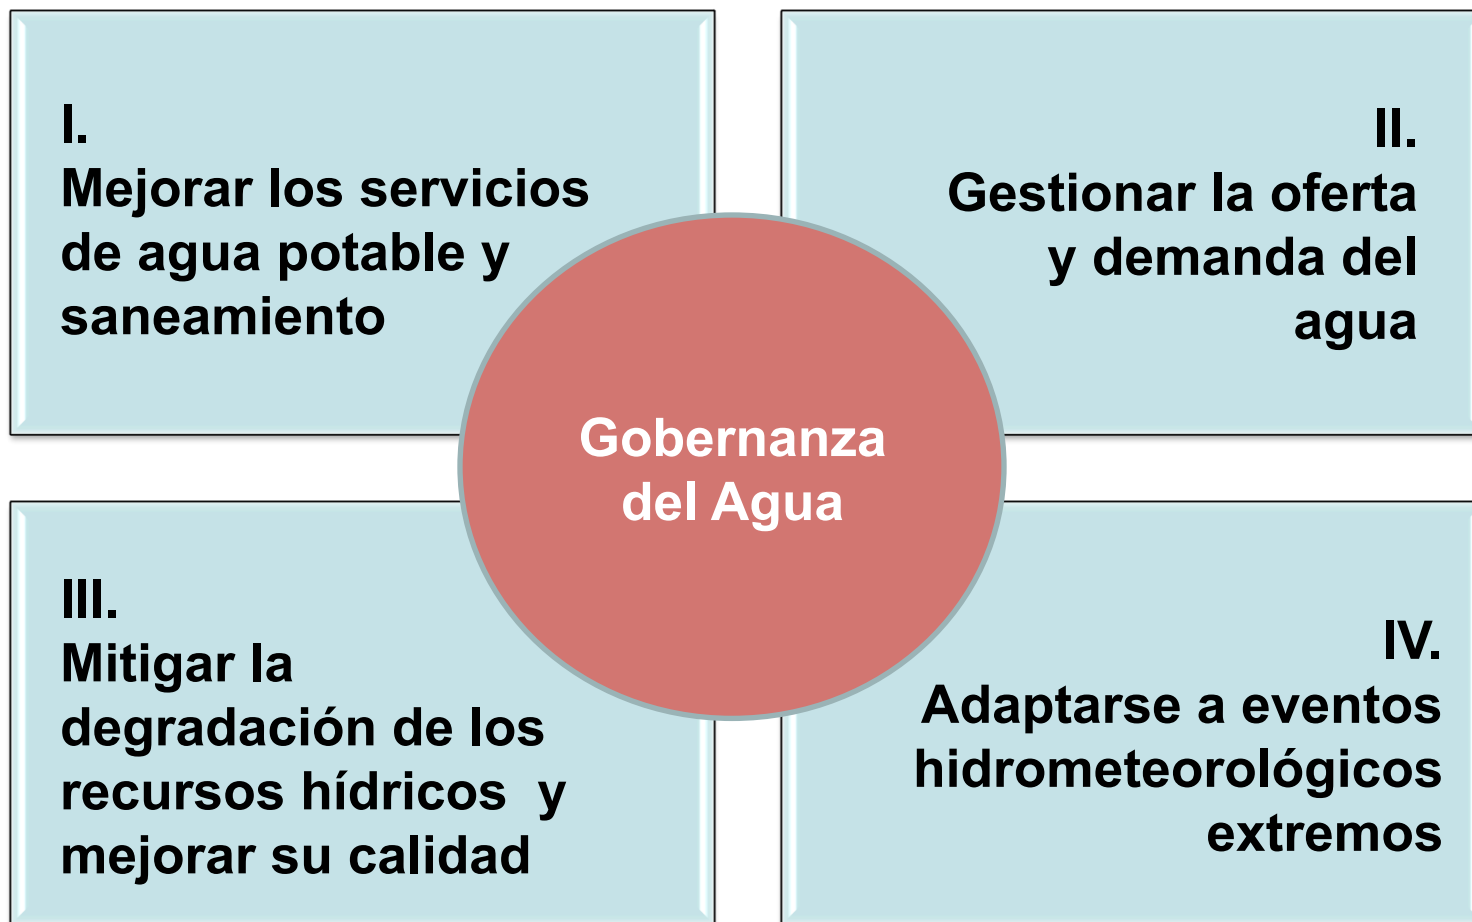 I.
Mejorar los servicios
de agua potable y
saneamiento
II.
Gestionar la oferta
y demanda del
agua
Gobernanza
del Agua
III.
Mitigar la
degradación de los
recursos hídricos  y
mejorar su calidad
IV.
Adaptarse a eventos
hidrometeorológicos
extremos